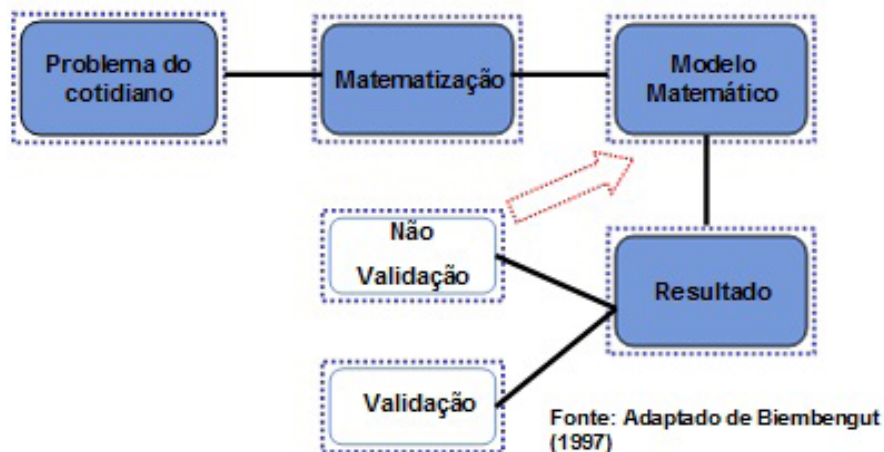 Problema do
cotidiano
Matematização
Modelo
Matemático
Não
Validação
Resultado
Validação
Fonte: Adaptado de Biembengut
(1997)